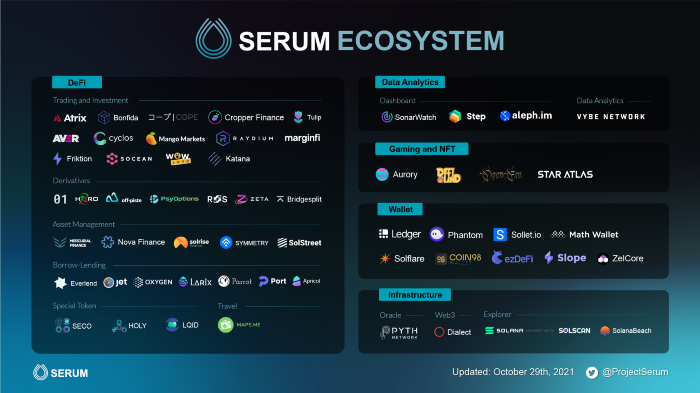 SERUM ECOSYSTEM
DeFi
Trading and Investment
Atrix Bonfida コープ|COPE Cropper Finance Tulip
AVER cyclos Mango Markets RAYDIUM marginfi
Friktion SOCEAN WOW Katana
Derivatives
01 off-piste PsyOptions ZETA Bridgesplit
Asset Management
MERCURIAL FINANCE Nova Finance solrise SYMMETRY SolStreet
Borrow-Lending
Everlend jet OXYGEN LARIX Parrot Port Apricot
Special Token
SECO HOLY LQID
Travel
MAPS.ME
Data Analytics
Dashboard
SonarWatch Step aleph.im
Data Analytics
VYBE NETWORK
Gaming and NFT
Aurory STAR ATLAS
Wallet
Ledger Phantom Sollet.io Math Wallet
Solflare COIN98 ezDeFi Slope ZelCore
Infrastructure
Oracle
PYTH
NETWORK
Web3
Dialect
Explorer
SOLANA SOLSCAN SolanaBeach
SERUM
Updated: October 29th, 2021
@ProjectSerum